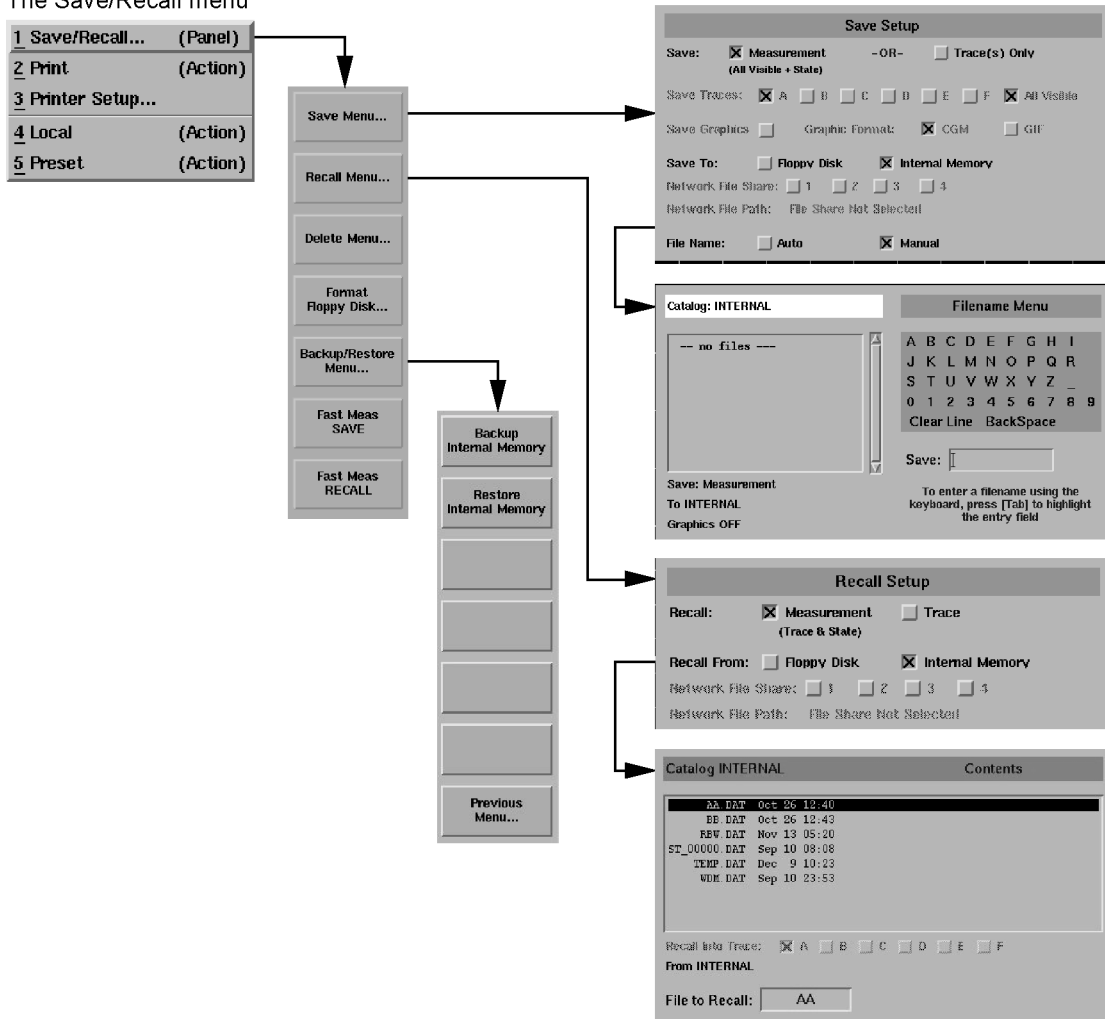 The Save/Recall menu
1 Save/Recall... (Panel)
2 Print (Action)
3 Printer Setup...
4 Local (Action)
5 Preset (Action)
Save Menu...
Recall Menu...
Delete Menu...
Format
Floppy Disk...
Backup/Restore
Menu...
Fast Meas
SAVE
Fast Meas
RECALL
Backup
Internal Memory
Restore
Internal Memory
Previous
Menu...
Save Setup
Save: Measurement -OR- Trace(s) Only
(All Visible + State)
Save Traces: A B C D E F All Visible
Save Graphics Graphic Format: CGM GIF
Save To: Floppy Disk Internal Memory
Network File Share: 1 2 3 4
Network File Path: File Share Not Selected
File Name: Auto Manual
Catalog: INTERNAL
-- no files ---
Save: Measurement
To INTERNAL
Graphics OFF
Filename Menu
A B C D E F G H I
J K L M N O P Q R
S T U V W X Y Z _
0 1 2 3 4 5 6 7 8 9
Clear Line BackSpace
Save:
To enter a filename using the
keyboard, press [Tab] to highlight
the entry field
Recall Setup
Recall: Measurement Trace
(Trace & State)
Recall From: Floppy Disk Internal Memory
Network File Share: 1 2 3 4
Network File Path: File Share Not Selected
Catalog INTERNAL Contents
AA.DAT Oct 26 12:40
BB.DAT Oct 26 12:43
RBW.DAT Nov 13 05:20
ST_00000.DAT Sep 10 08:08
TEMP.DAT Dec 9 10:23
WDM.DAT Sep 10 23:53
Recall Into Trace: A B C D E F
From INTERNAL
File to Recall: AA